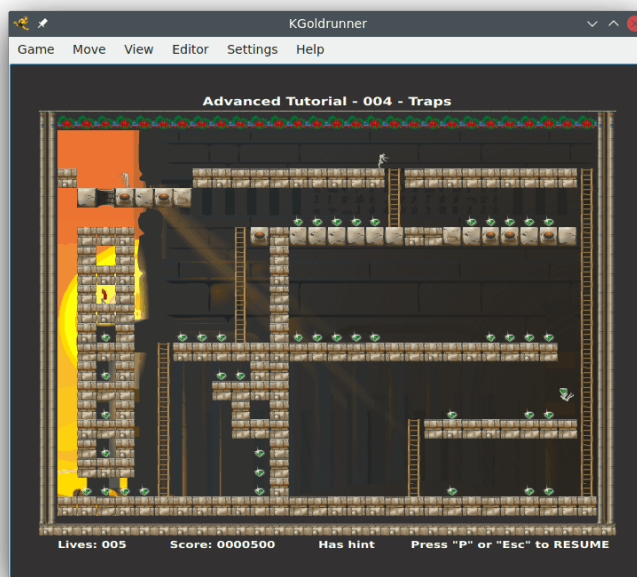 KGoldrunner
Game Move View Editor Settings Help
Advanced Tutorial - 004 - Traps
Lives: 005 Score: 0000500 Has hint Press "P" or "Esc" to RESUME